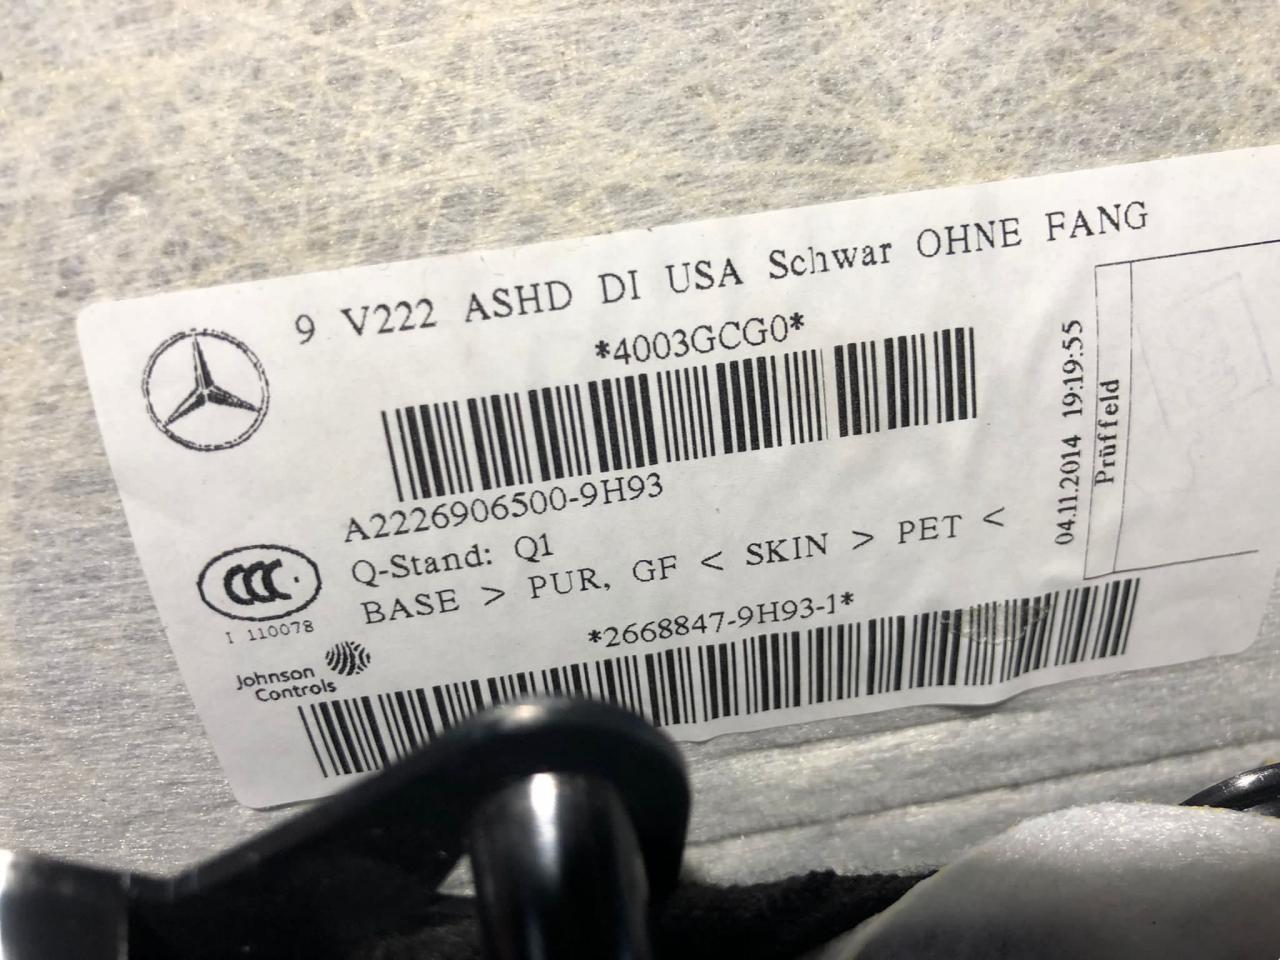 9 V222 ASHD DI USA Schwar OHNE FANG
*4003GCG0*
A2226906500-9H93
Q-Stand: Q1
BASE > PUR, GF < SKIN > PET <
*2668847-9H93-1*
CCC
I 110078
Johnson
Controls
04.11.2014 19:19:55
Prüffeld